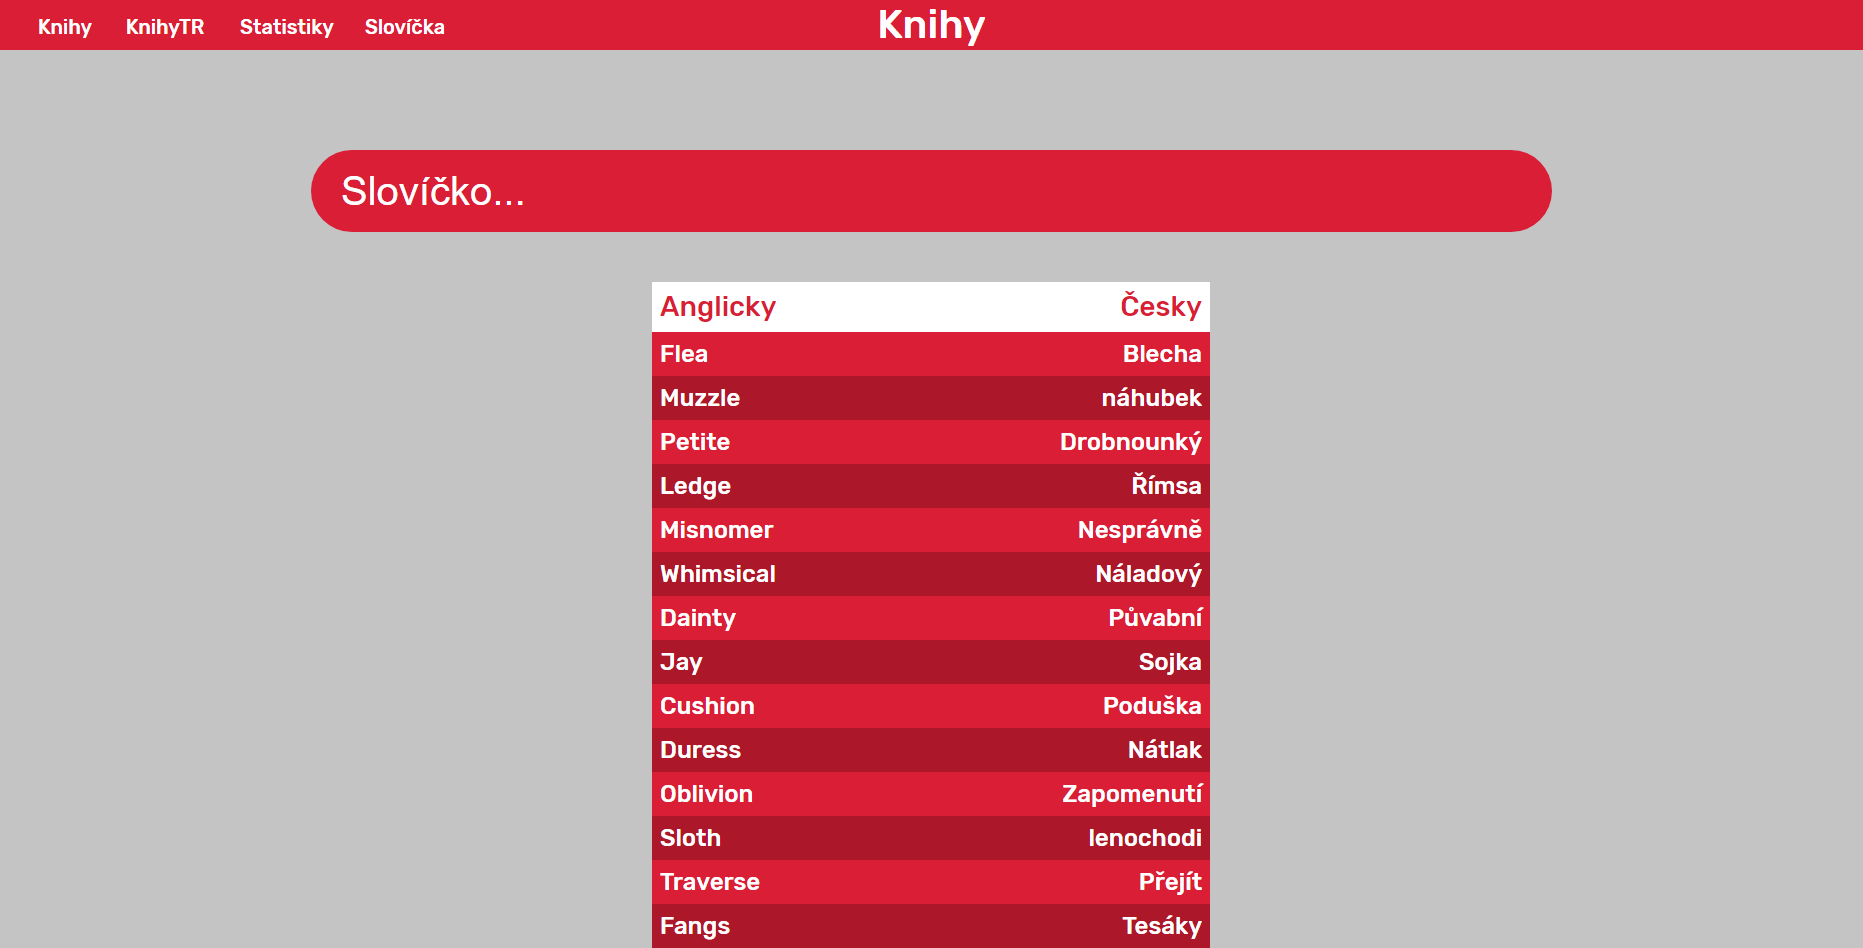 Knihy KnihyTR Statistiky Slovíčka Knihy
Slovíčko...
Anglicky Česky
Flea Blecha
Muzzle náhubek
Petite Drobnounký
Ledge Římsa
Misnomer Nesprávně
Whimsical Náladový
Dainty Půvabní
Jay Sojka
Cushion Poduška
Duress Nátlak
Oblivion Zapomenutí
Sloth lenochodi
Traverse Přejít
Fangs Tesáky